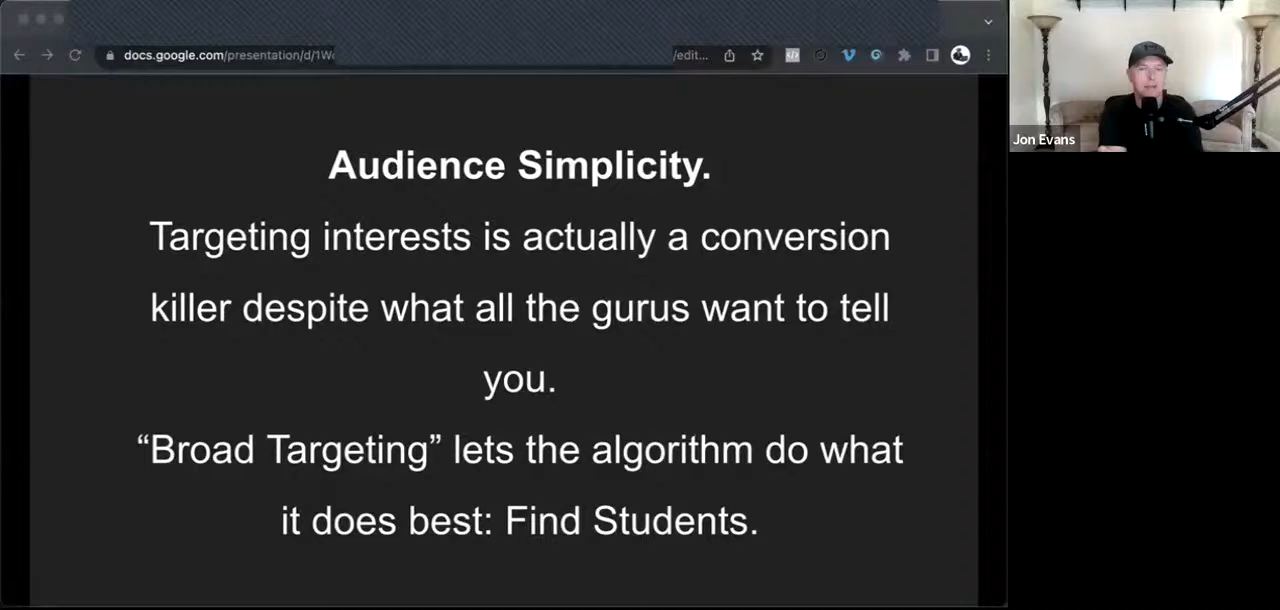 docs.google.com/presentation/d/1W
/edit...
Jon Evans
Audience Simplicity.
Targeting interests is actually a conversion
killer despite what all the gurus want to tell
you.
“Broad Targeting” lets the algorithm do what
it does best: Find Students.